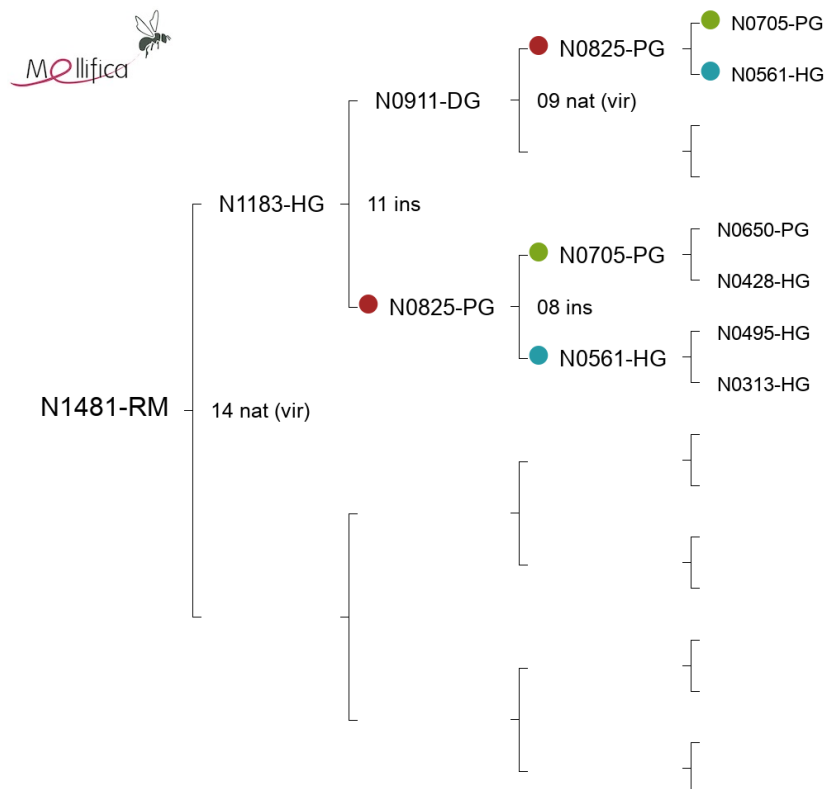 Mellifica
N0705-PG
N0825-PG
N0561-HG
N0911-DG
09 nat (vir)
N1183-HG
11 ins
N0650-PG
N0705-PG
N0428-HG
N0825-PG
08 ins
N0495-HG
N0561-HG
N0313-HG
N1481-RM
14 nat (vir)